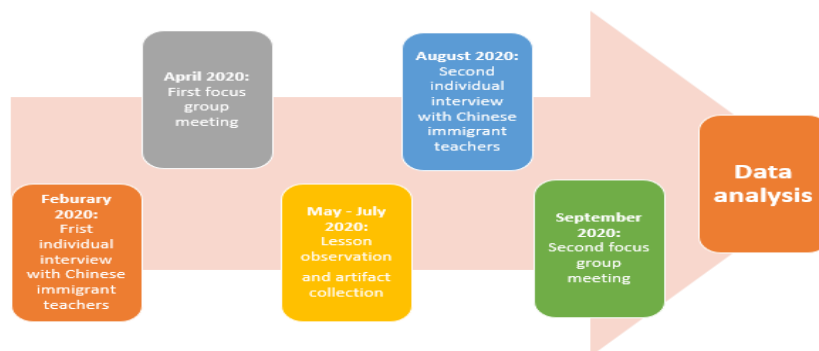 Feburary
2020:
Frist
individual
interview
with Chinese
immigrant
teachers
April 2020:
First focus
group
meeting
May - July
2020:
Lesson
observation
and artifact
collection
August 2020:
Second
individual
interview
with Chinese
immigrant
teachers
September
2020:
Second focus
group
meeting
Data
analysis